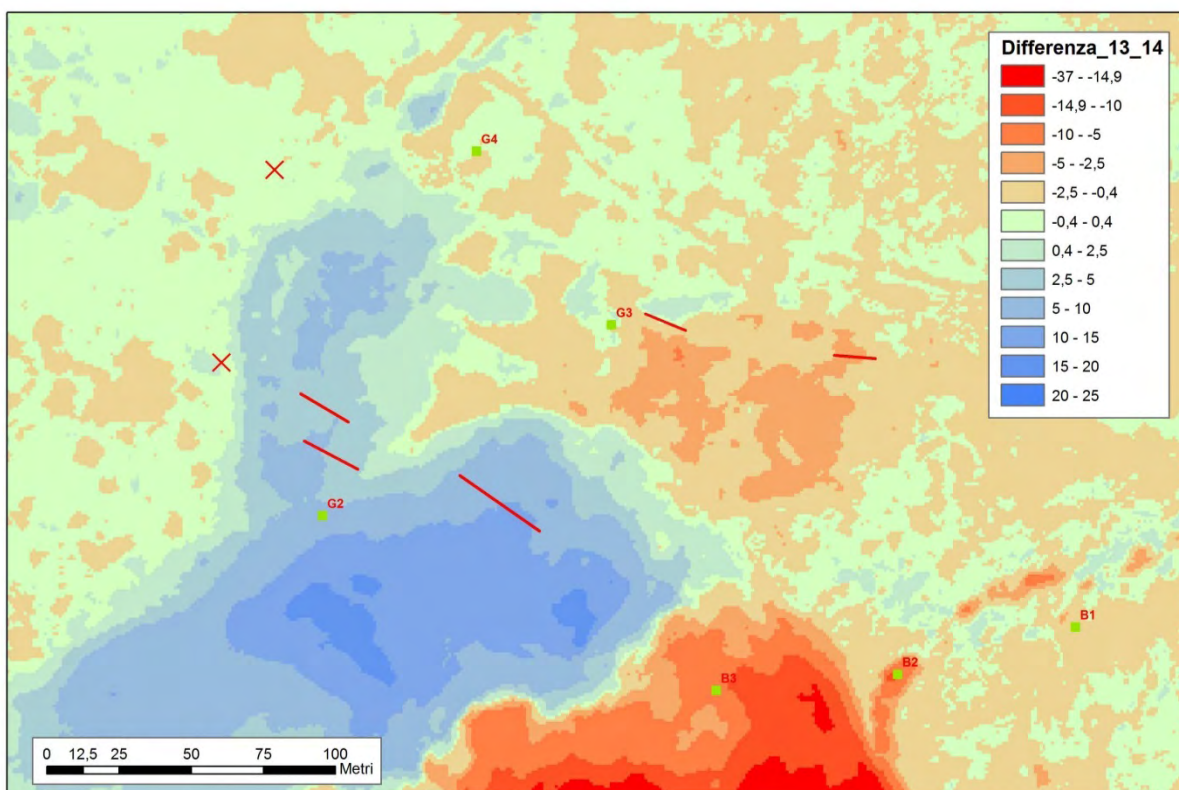 Differenza_13_14
-37 - -14,9
-14,9 - -10
-10 - -5
-5 - -2,5
-2,5 - -0,4
-0,4 - 0,4
0,4 - 2,5
2,5 - 5
5 - 10
10 - 15
15 - 20
20 - 25
G4
G3
G2
B1
B2
B3
0 12,5 25 50 75 100
Metri